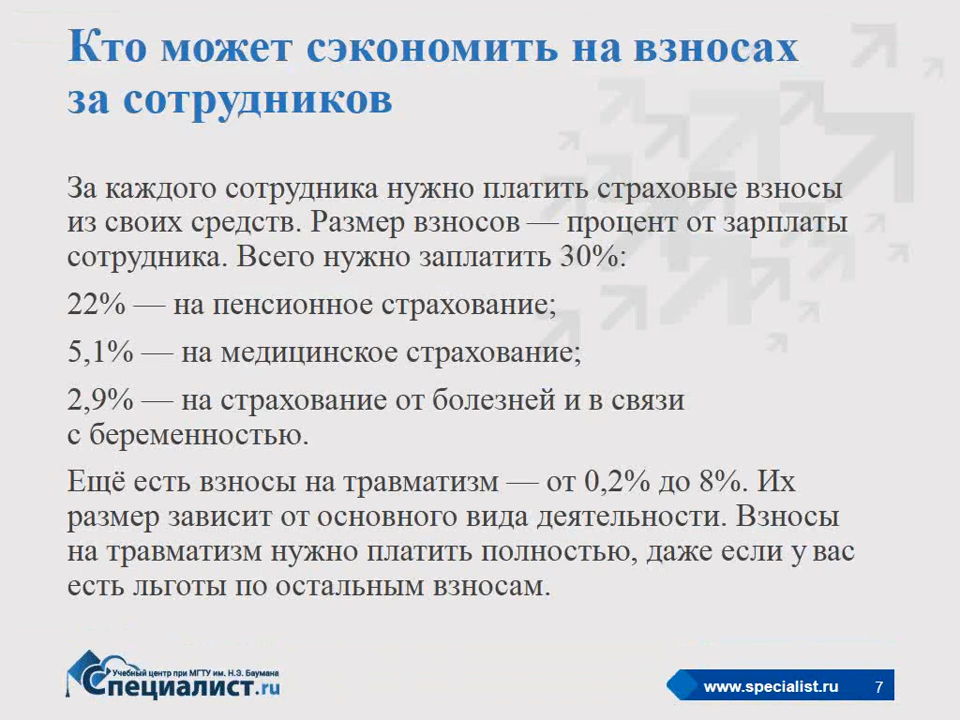 Кто может сэкономить на взносах
за сотрудников
За каждого сотрудника нужно платить страховые взносы
из своих средств. Размер взносов — процент от зарплаты
сотрудника. Всего нужно заплатить 30%:
22% — на пенсионное страхование;
5,1% — на медицинское страхование;
2,9% — на страхование от болезней и в связи
с беременностью.
Ещё есть взносы на травматизм — от 0,2% до 8%. Их
размер зависит от основного вида деятельности. Взносы
на травматизм нужно платить полностью, даже если у вас
есть льготы по остальным взносам.
Учебный центр при МГТУ им. Н.Э. Баумана
Специалист.ru
www.specialist.ru 7